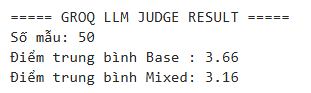 ===== GROQ LLM JUDGE RESULT =====
Số mẫu: 50
Điểm trung bình Base : 3.66
Điểm trung bình Mixed: 3.16